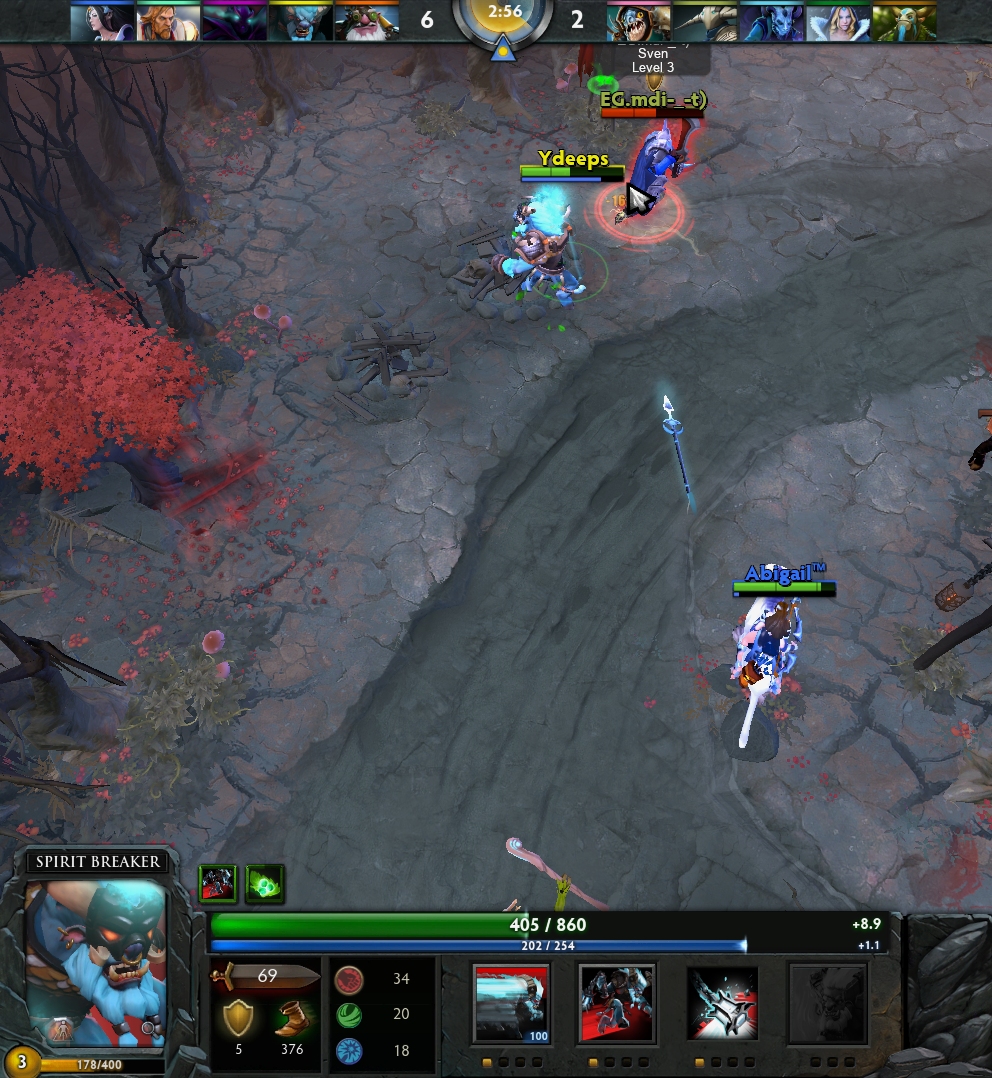 6
2:56
2
Sven
Level 3
EG.mdi-_-t)
Ydeeps
-16
Abigail™
SPIRIT BREAKER
405 / 860
+8.9
202 / 254
+1.1
69
34
20
5
376
18
100
3
178/400